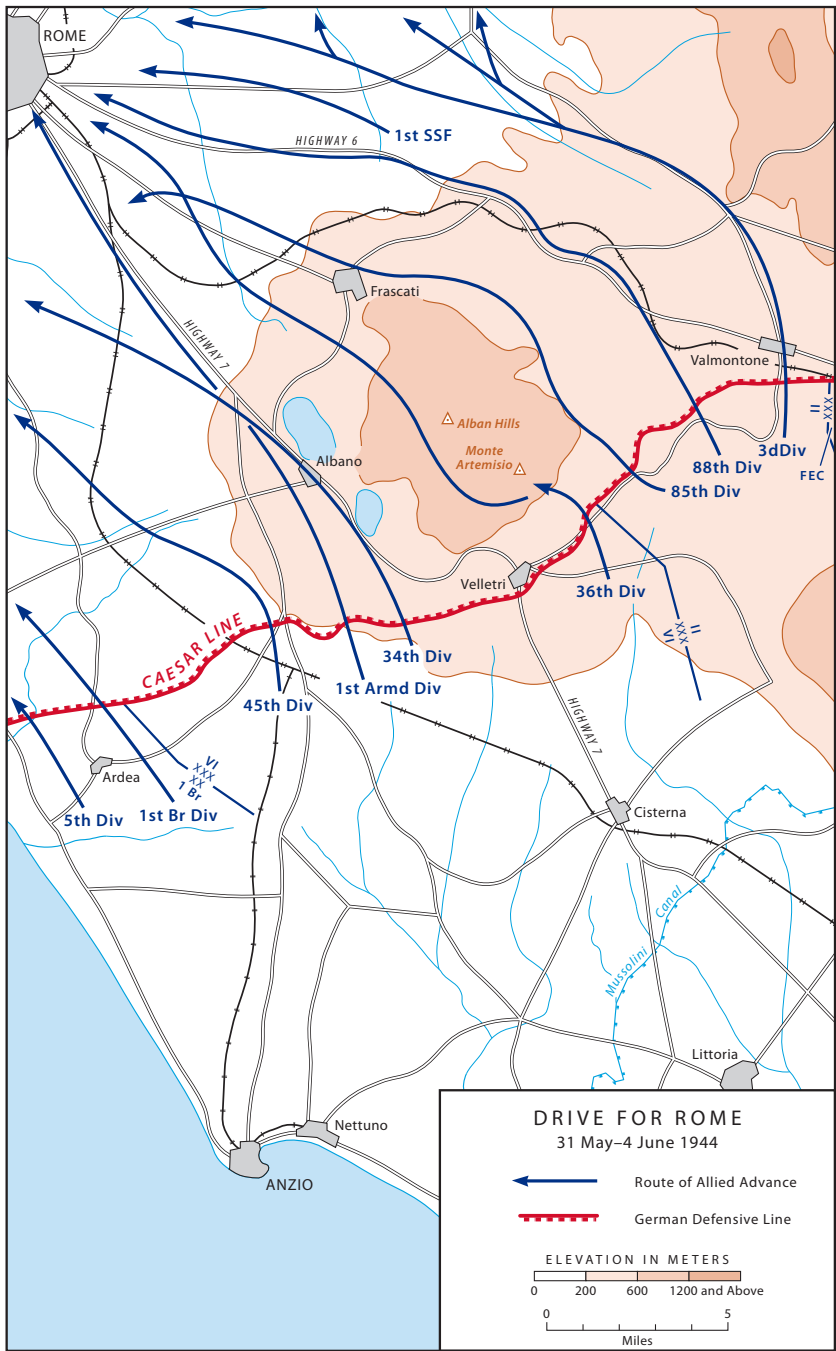 ROME
1st SSF
HIGHWAY 6
Frascati
HIGHWAY 7
Valmontone
II
XXX
FEC
Alban Hills
Monte
Artemisio
Albano
3dDiv
88th Div
85th Div
Velletri
36th Div
II
XXX
VI
CAESAR LINE
34th Div
1st Armd Div
45th Div
HIGHWAY 7
Ardea
VI
XXX
XX
1 Br
5th Div
1st Br Div
Cisterna
Mussolini Canal
Littoria
Nettuno
ANZIO
DRIVE FOR ROME
31 May–4 June 1944
Route of Allied Advance
German Defensive Line
ELEVATION IN METERS
0 200 600 1200 and Above
0 5
Miles